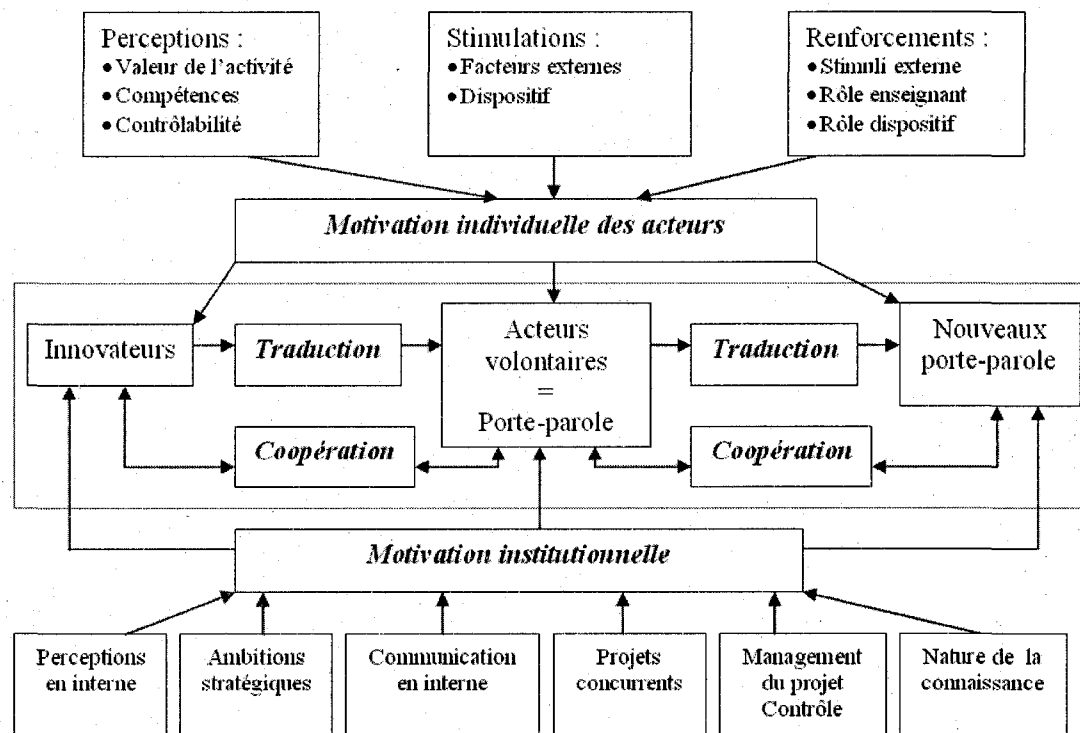 Perceptions :
•Valeur de l'activité
•Compétences
•Contrôlabilité
Stimulations :
•Facteurs externes
•Dispositif
Renforcements :
•Stimuli externe
•Rôle enseignant
•Rôle dispositif
Motivation individuelle des acteurs
Innovateurs
Traduction
Acteurs
volontaires
=
Porte-parole
Traduction
Nouveaux
porte-parole
Coopération
Coopération
Motivation institutionnelle
Perceptions
en interne
Ambitions
stratégiques
Communication
en interne
Projets
concurrents
Management
du projet
Contrôle
Nature de la
connaissance